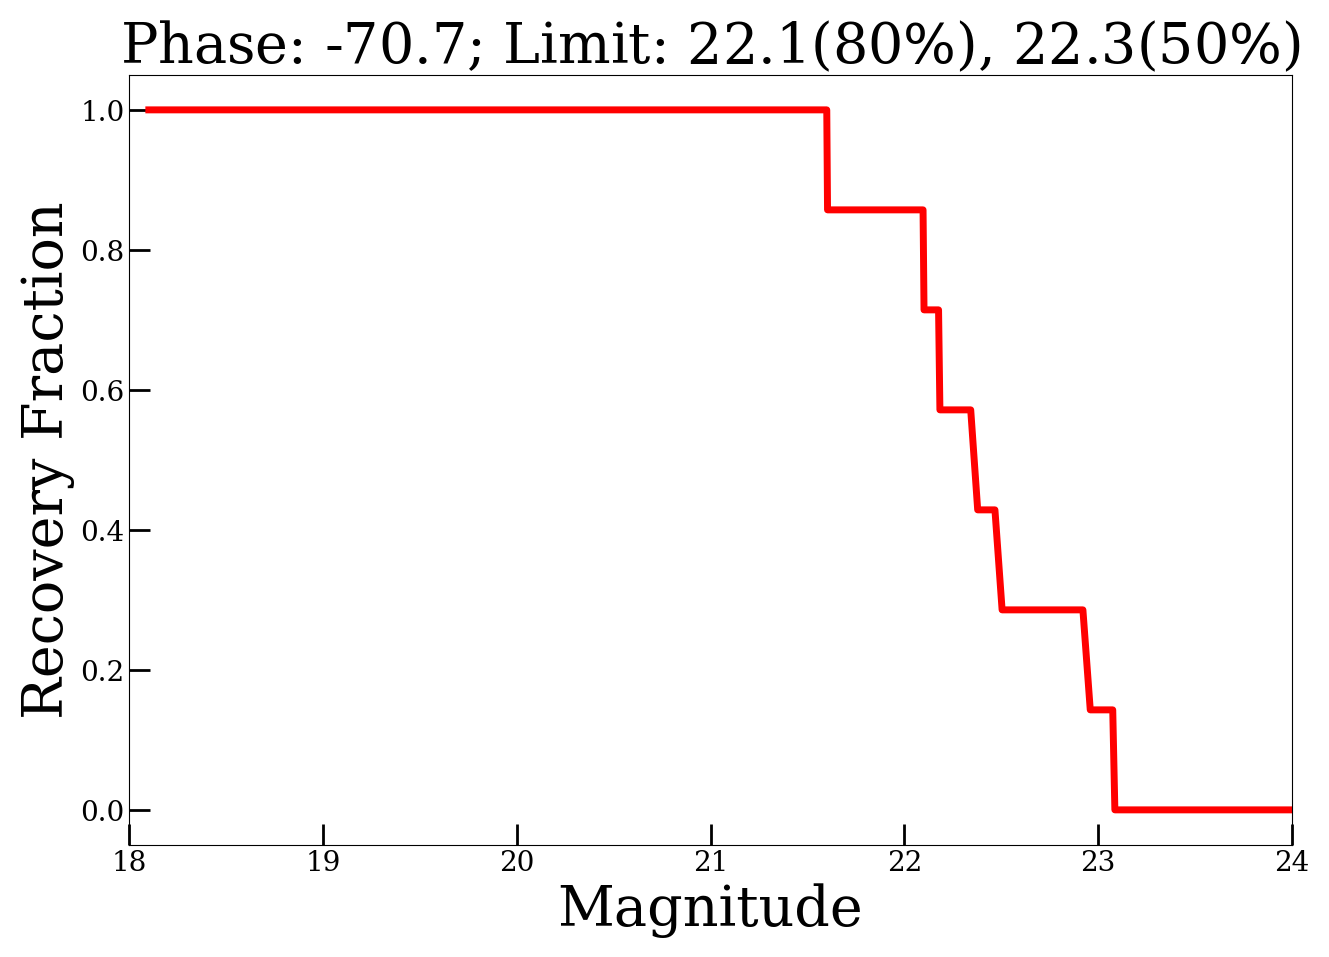 Phase: -70.7; Limit: 22.1(80%), 22.3(50%)
1.0
0.8
0.6
0.4
0.2
0.0
Recovery Fraction
18 19 20 21 22 23 24
Magnitude